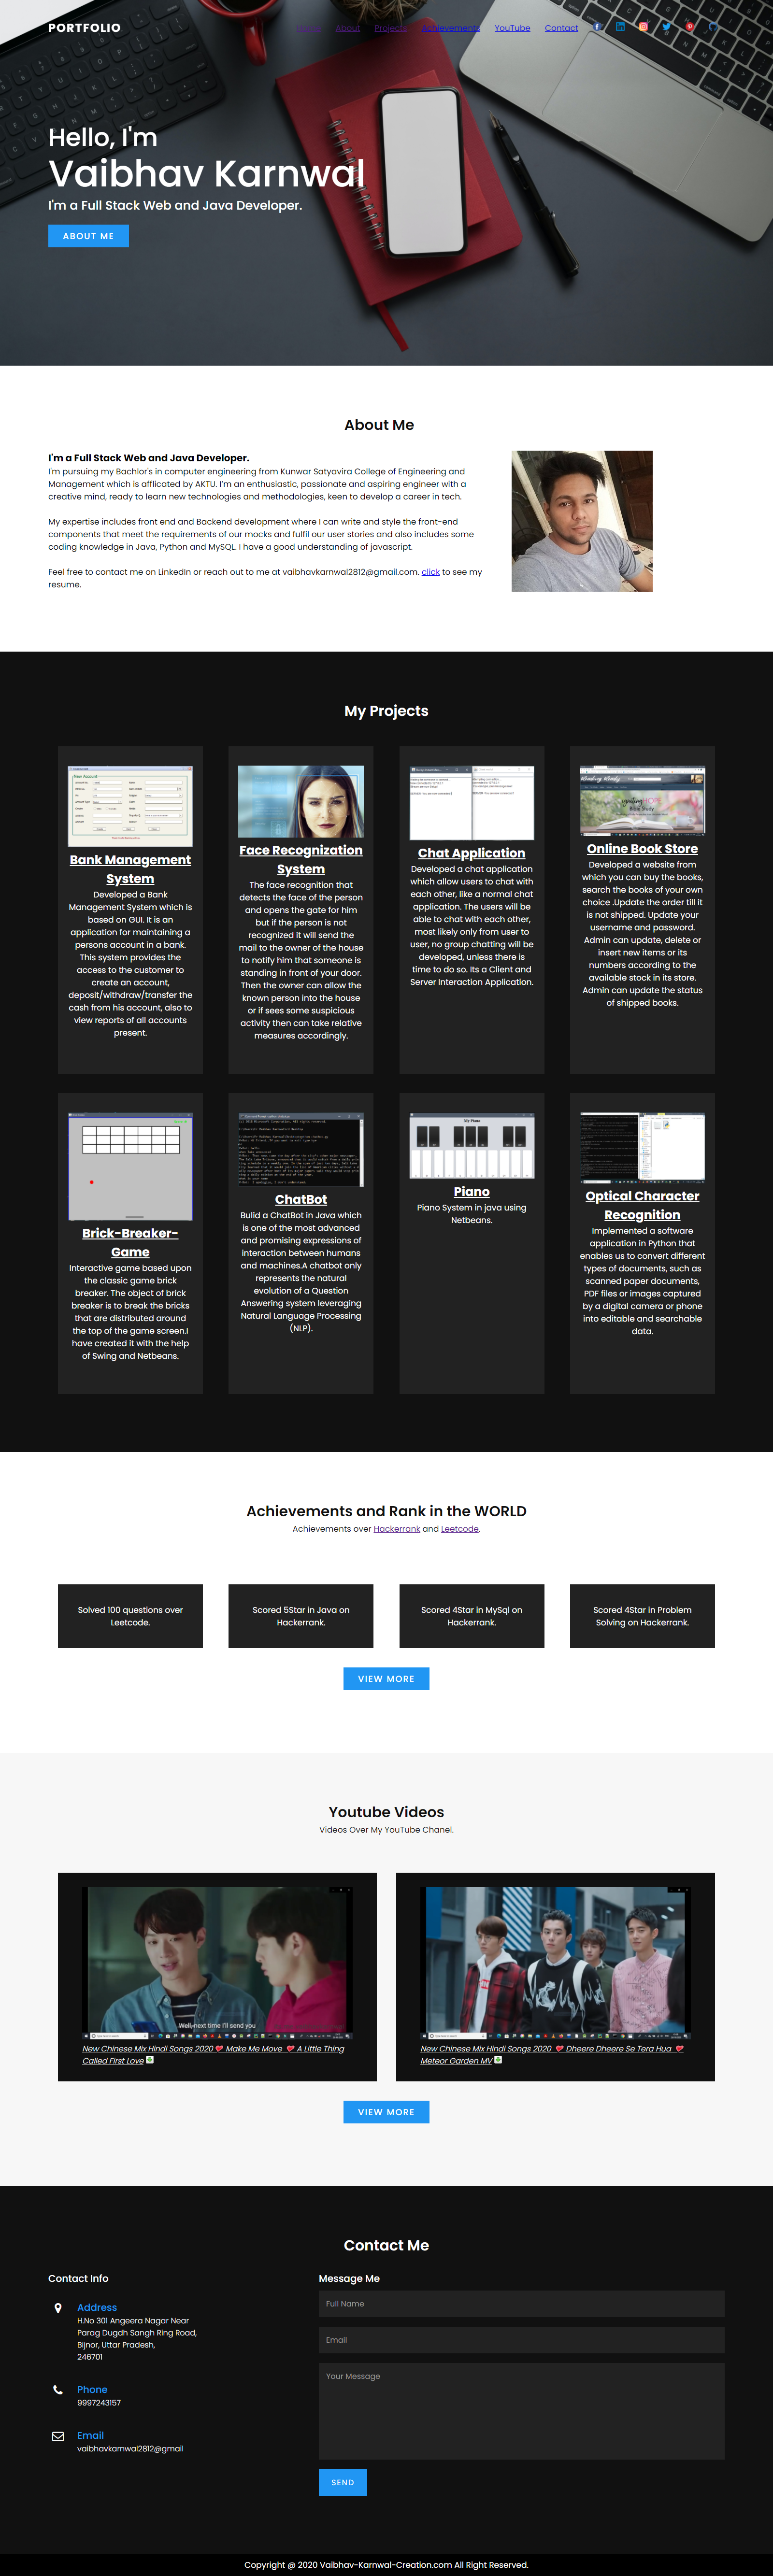 PORTFOLIO
Home About Projects Achievements YouTube Contact
Hello, I'm
Vaibhav Karnwal
I'm a Full Stack Web and Java Developer.
ABOUT ME
About Me
I'm a Full Stack Web and Java Developer.
I'm pursuing my Bachlor's in computer engineering from Kunwar Satyavira College of Engineering and
Management which is afflicated by AKTU. I'm an enthusiastic, passionate and aspiring engineer with a
creative mind, ready to learn new technologies and methodologies, keen to develop a career in tech.
My expertise includes front end and Backend development where I can write and style the front-end
components that meet the requirements of our mocks and fulfil our user stories and also includes some
coding knowledge in Java, Python and MySQL. I have a good understanding of javascript.
Feel free to contact me on LinkedIn or reach out to me at vaibhavkarnwal2812@gmail.com. click to see my
resume.
My Projects
Bank Management
System
Developed a Bank
Management System which is
based on GUI. It is an
application for maintaining a
persons account in a bank.
This system provides the
access to the customer to
create an account,
deposit/withdraw/transfer the
cash from his account, also to
view reports of all accounts
present.
Face Recognization
System
The face recognition that
detects the face of the person
and opens the gate for him
but if the person is not
recognized it will send the
mail to the owner of the house
to notify him that someone is
standing in front of your door.
Then the owner can allow the
known person into the house
or if sees some suspicious
activity then can take relative
measures accordingly.
Chat Application
Developed a chat application
which allow users to chat with
each other, like a normal chat
application. The users will be
able to chat with each other,
most likely only from user to
user, no group chatting will be
developed, unless there is
time to do so. Its a Client and
Server Interaction Application.
Online Book Store
Developed a website from
which you can buy the books,
search the books of your own
choice .Update the order till it
is not shipped. Update your
username and password.
Admin can update, delete or
insert new items or its
numbers according to the
available stock in its store.
Admin can update the status
of shipped books.
Brick-Breaker-
Game
Interactive game based upon
the classic game brick
breaker. The object of brick
breaker is to break the bricks
that are distributed around
the top of the game screen.I
have created it with the help
of Swing and Netbeans.
ChatBot
Bulid a ChatBot in Java which
is one of the most advanced
and promising expressions of
interaction between humans
and machines.A chatbot only
represents the natural
evolution of a Question
Answering system leveraging
Natural Language Processing
(NLP).
My Piano
Piano
Piano System in java using
Netbeans.
Optical Character
Recognition
Implemented a software
application in Python that
enables us to convert different
types of documents, such as
scanned paper documents,
PDF files or images captured
by a digital camera or phone
into editable and searchable
data.
Achievements and Rank in the WORLD
Achievements over Hackerrank and Leetcode.
Solved 100 questions over
Leetcode.
Scored 5Star in Java on
Hackerrank.
Scored 4Star in MySql on
Hackerrank.
Scored 4Star in Problem
Solving on Hackerrank.
VIEW MORE
Youtube Videos
Videos Over My YouTube Chanel.
Well, next time I'll send you
New Chinese Mix Hindi Songs 2020 ❤ Make Me Move ❤ A Little Thing
Called First Love
New Chinese Mix Hindi Songs 2020 ❤ Dheere Dheere Se Tera Hua ❤
Meteor Garden MV
VIEW MORE
Contact Me
Contact Info
Address
H.No 301 Angeera Nagar Near
Parag Dugdh Sangh Ring Road,
Bijnor, Uttar Pradesh,
246701
Phone
9997243157
Email
vaibhavkarnwal2812@gmail
Message Me
Full Name
Email
Your Message
SEND
Copyright @ 2020 Vaibhav-Karnwal-Creation.com All Right Reserved.